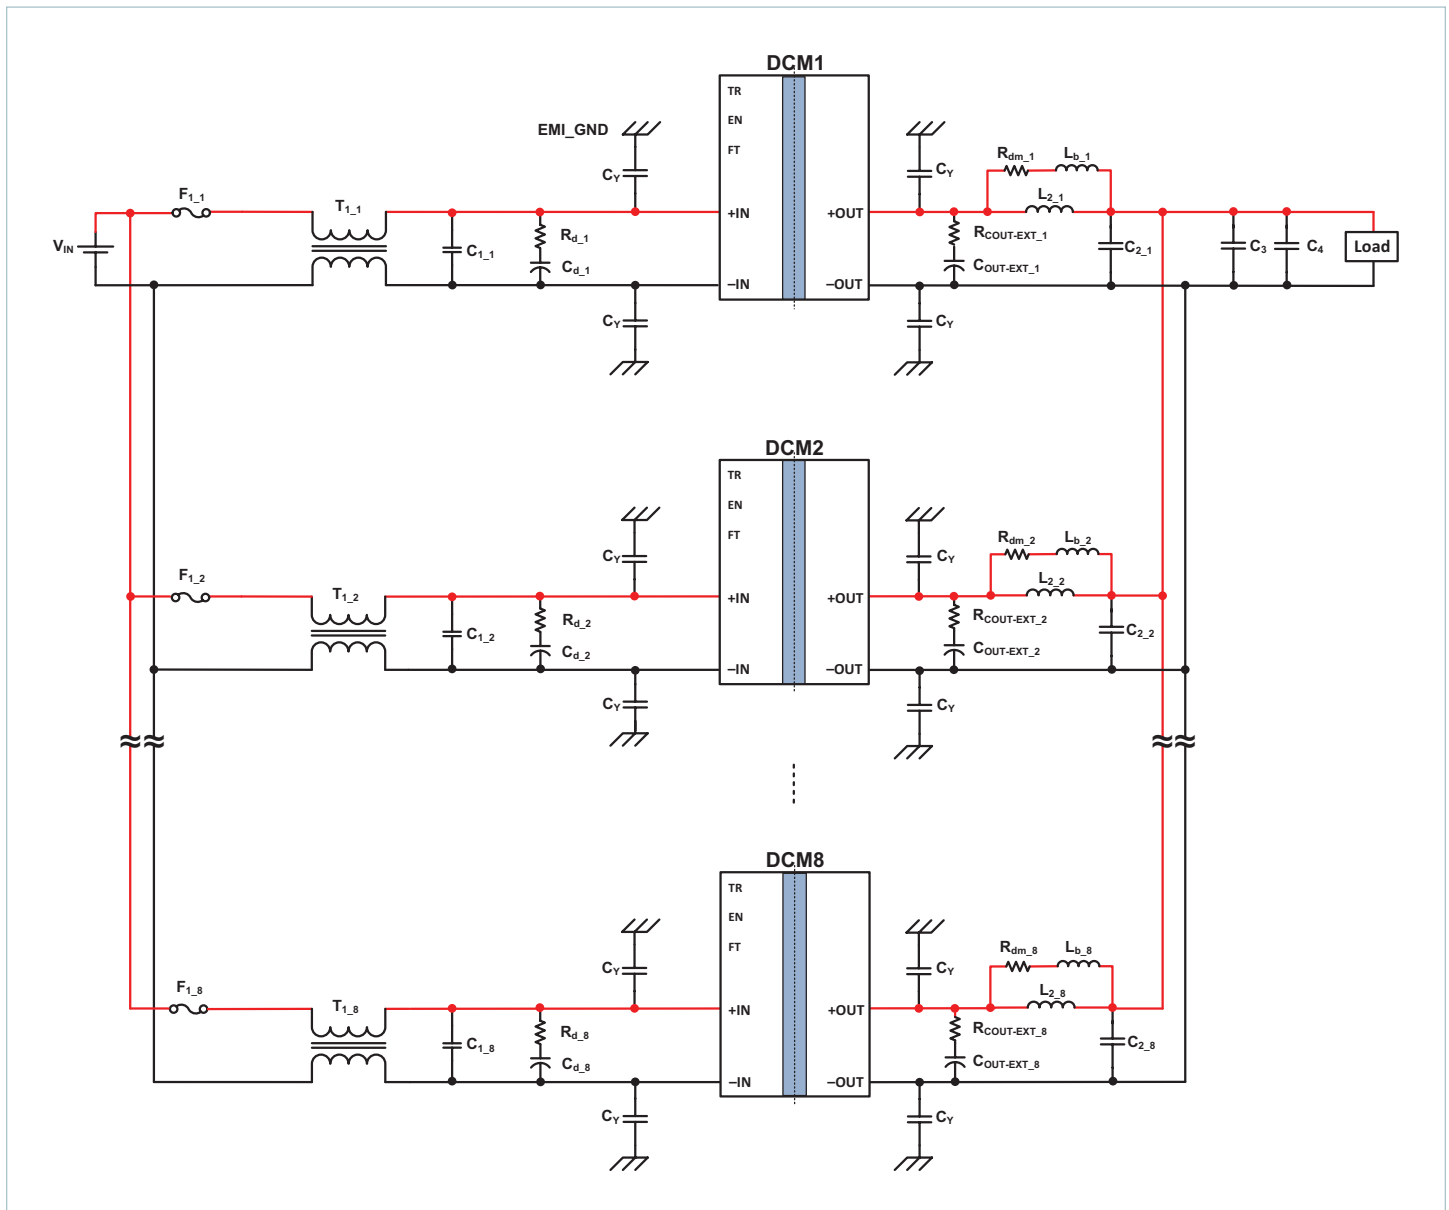 DCM1
TR
EN
FT
EMI_GND
CY
CY
Rdm_1
Lb_1
F1_1
T1_1
L2_1
+IN
+OUT
VIN
C1_1
Rd_1
Cd_1
RCOUT-EXT_1
COUT-EXT_1
C2_1
C3
C4
Load
–IN
–OUT
CY
CY
DCM2
TR
EN
FT
CY
CY
Rdm_2
Lb_2
F1_2
T1_2
L2_2
+IN
+OUT
C1_2
Rd_2
Cd_2
RCOUT-EXT_2
COUT-EXT_2
C2_2
–IN
–OUT
CY
CY
DCM8
TR
EN
FT
CY
CY
Rdm_8
Lb_8
F1_8
T1_8
L2_8
+IN
+OUT
C1_8
Rd_8
Cd_8
RCOUT-EXT_8
COUT-EXT_8
C2_8
–IN
–OUT
CY
CY